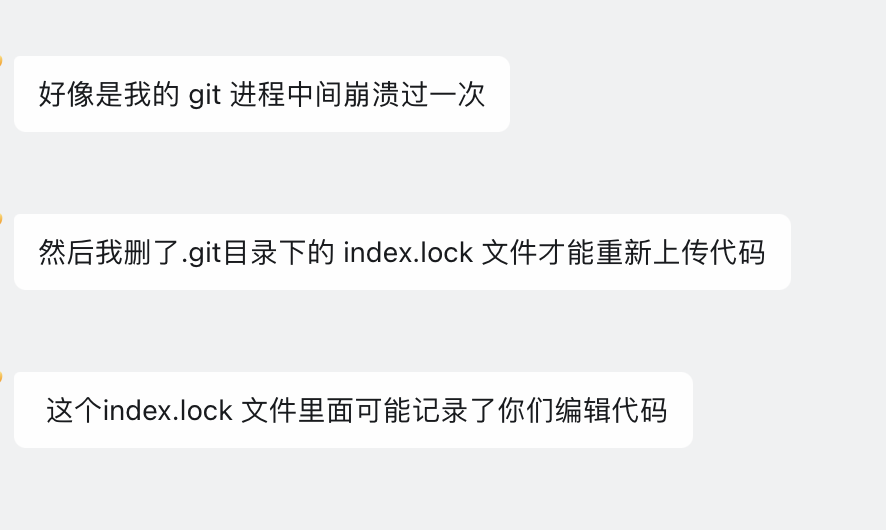 好像是我的 git 进程中间崩溃过一次
然后我删了.git目录下的 index.lock 文件才能重新上传代码
这个index.lock 文件里面可能记录了你们编辑代码